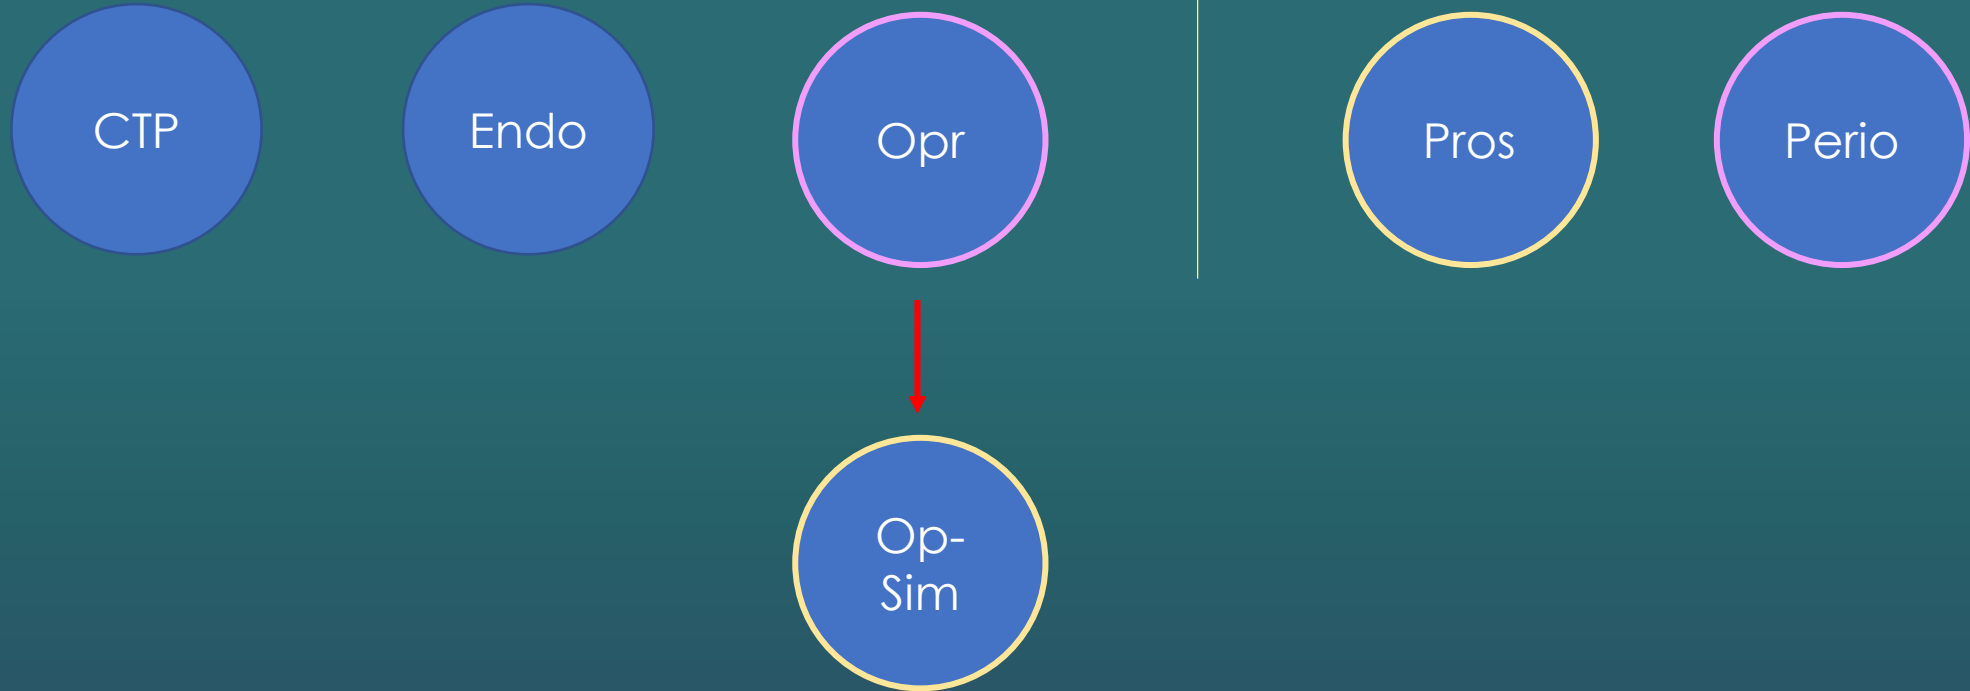 CTP
Endo
Opr
Pros
Perio
Op-
Sim